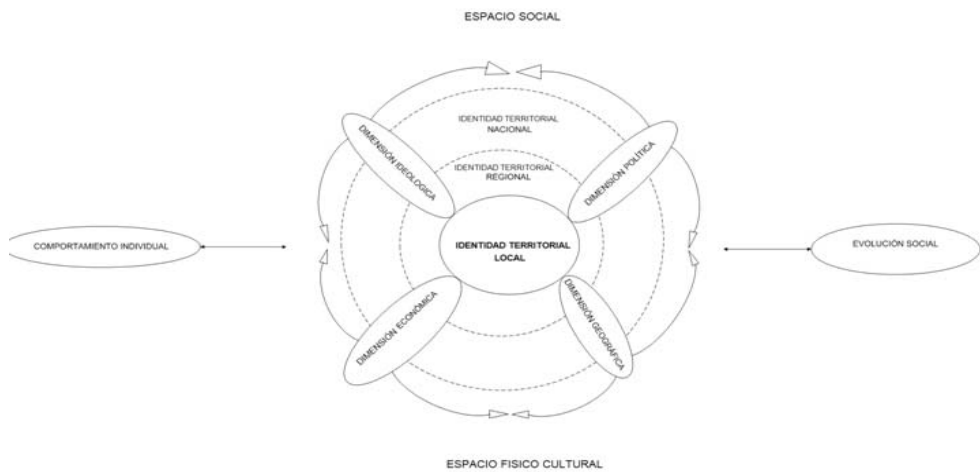 ESPACIO SOCIAL
IDENTIDAD TERRITORIAL
NACIONAL
DIMENSIÓN IDEOLOGICA
DIMENSIÓN POLÍTICA
IDENTIDAD TERRITORIAL
REGIONAL
COMPORTAMIENTO INDIVIDUAL
IDENTIDAD TERRITORIAL
LOCAL
EVOLUCIÓN SOCIAL
DIMENSIÓN ECONÓMICA
DIMENSIÓN GEOGRÁFICA
ESPACIO FISICO CULTURAL